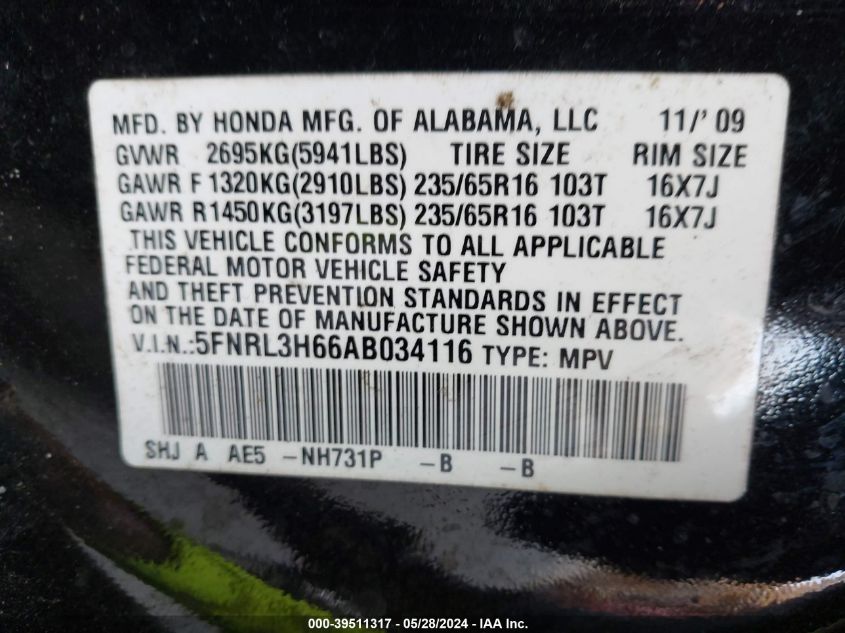 MFD. BY HONDA MFG. OF ALABAMA, LLC 11/'09
GVWR 2695KG(5941LBS) TIRE SIZE RIM SIZE
GAWR F1320KG(2910LBS) 235/65R16 103T 16X7J
GAWR R1450KG(3197LBS) 235/65R16 103T 16X7J
THIS VEHICLE CONFORMS TO ALL APPLICABLE
FEDERAL MOTOR VEHICLE SAFETY
AND THEFT PREVENTION STANDARDS IN EFFECT
ON THE DATE OF MANUFACTURE SHOWN ABOVE.
V.I.N.:5FNRL3H66AB034116 TYPE: MPV
SHJ A AE5 -NH731P -B -B
000-39511317 / 05/28/2024 - IAA Inc.